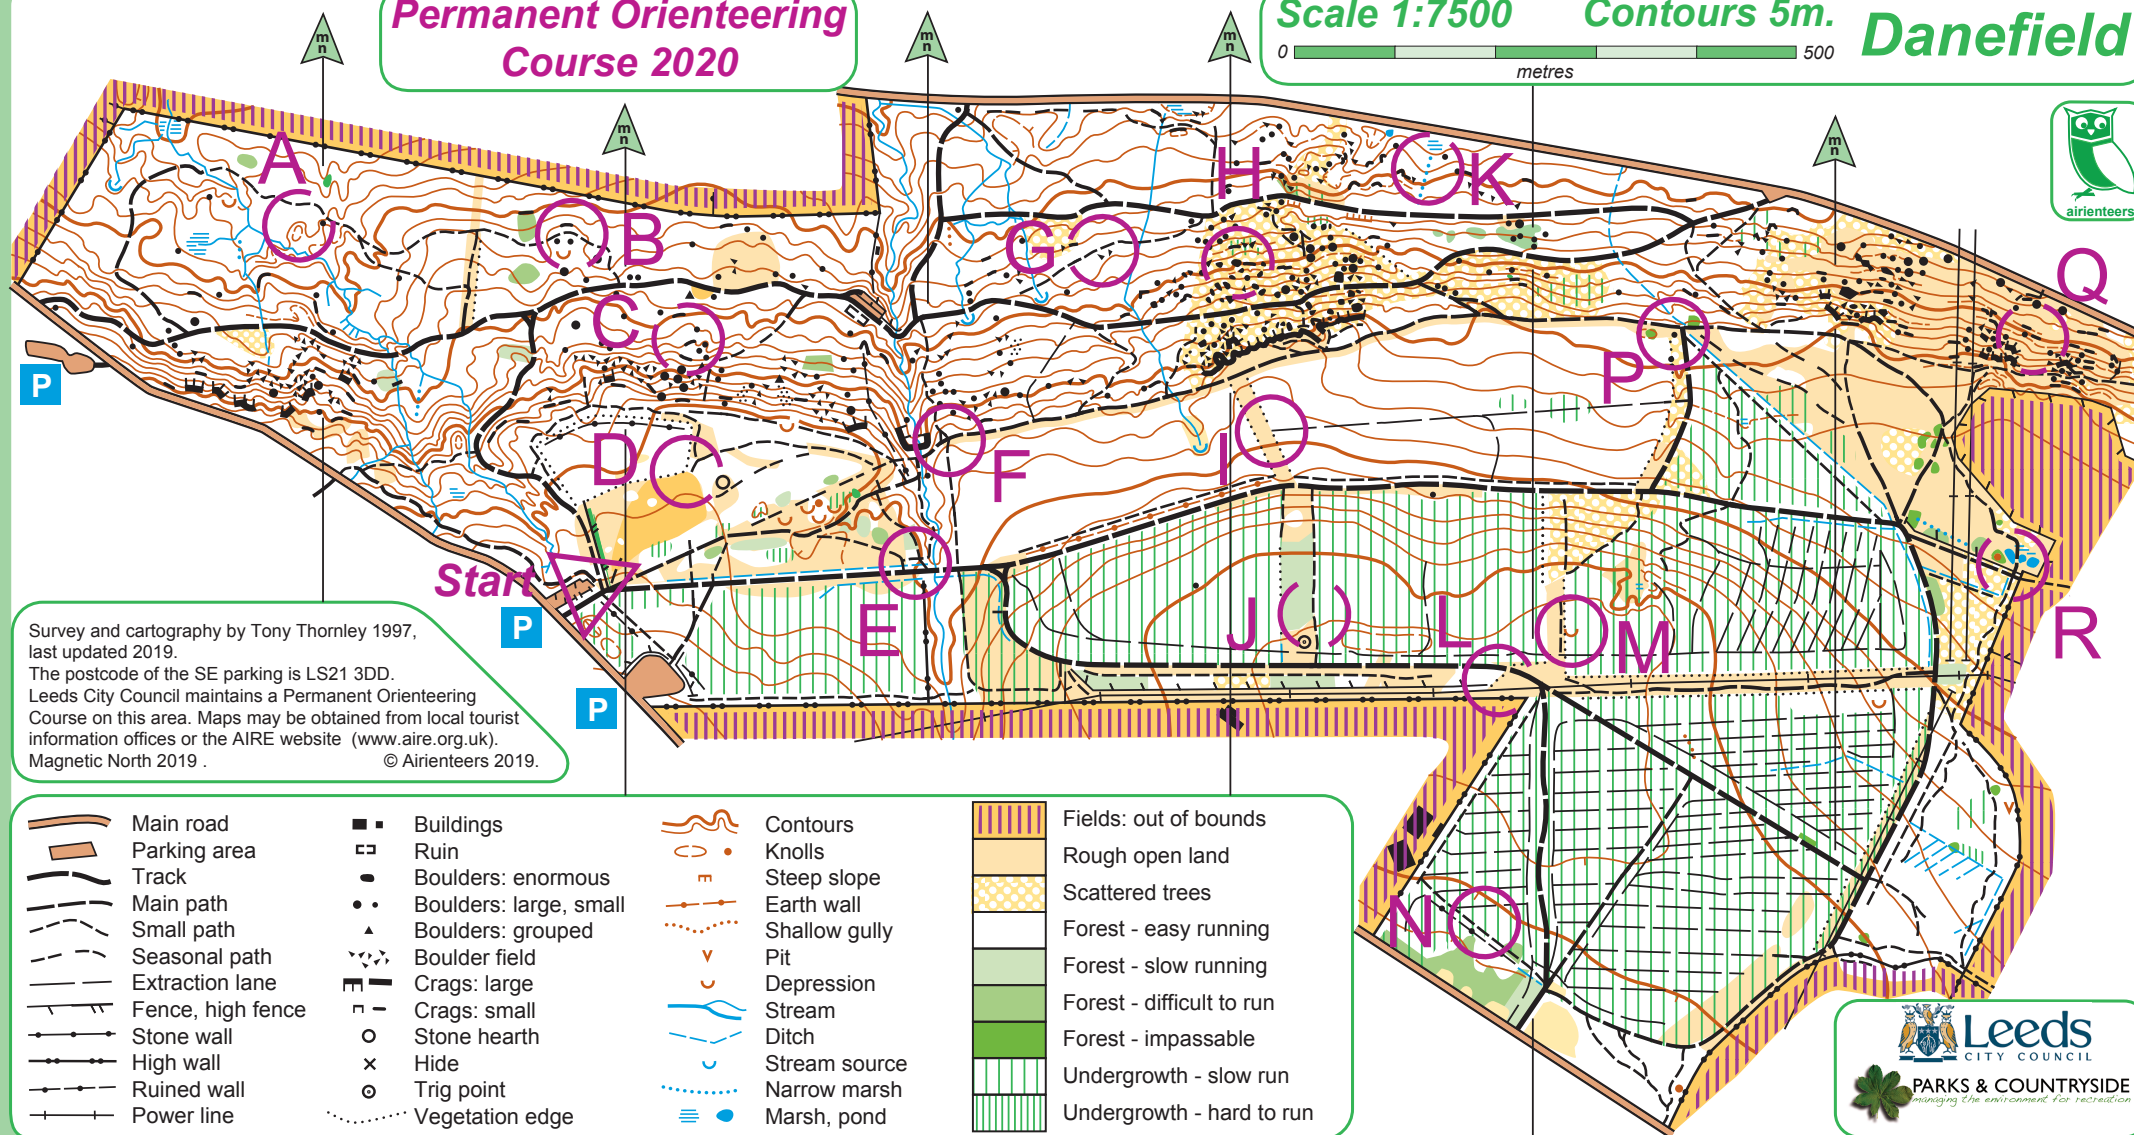 Permanent Orienteering
Course 2020
Scale 1:7500 Contours 5m.
0 500
metres
Danefield
m
n
m
n
m
n
m
n
m
n
airienteers
A
B
C
D
E
F
G
H
I
J
K
L
M
N
P
Q
R
Start
P
P
P
Survey and cartography by Tony Thornley 1997,
last updated 2019.
The postcode of the SE parking is LS21 3DD.
Leeds City Council maintains a Permanent Orienteering
Course on this area. Maps may be obtained from local tourist
information offices or the AIRE website (www.aire.org.uk).
Magnetic North 2019 . © Airienteers 2019.
Main road
Parking area
Track
Main path
Small path
Seasonal path
Extraction lane
Fence, high fence
Stone wall
High wall
Ruined wall
Power line
Buildings
Ruin
Boulders: enormous
Boulders: large, small
Boulders: grouped
Boulder field
Crags: large
Crags: small
Stone hearth
Hide
Trig point
Vegetation edge
Contours
Knolls
Steep slope
Earth wall
Shallow gully
Pit
Depression
Stream
Ditch
Stream source
Narrow marsh
Marsh, pond
Fields: out of bounds
Rough open land
Scattered trees
Forest - easy running
Forest - slow running
Forest - difficult to run
Forest - impassable
Undergrowth - slow run
Undergrowth - hard to run
Leeds
CITY COUNCIL
PARKS & COUNTRYSIDE
managing the environment for recreation